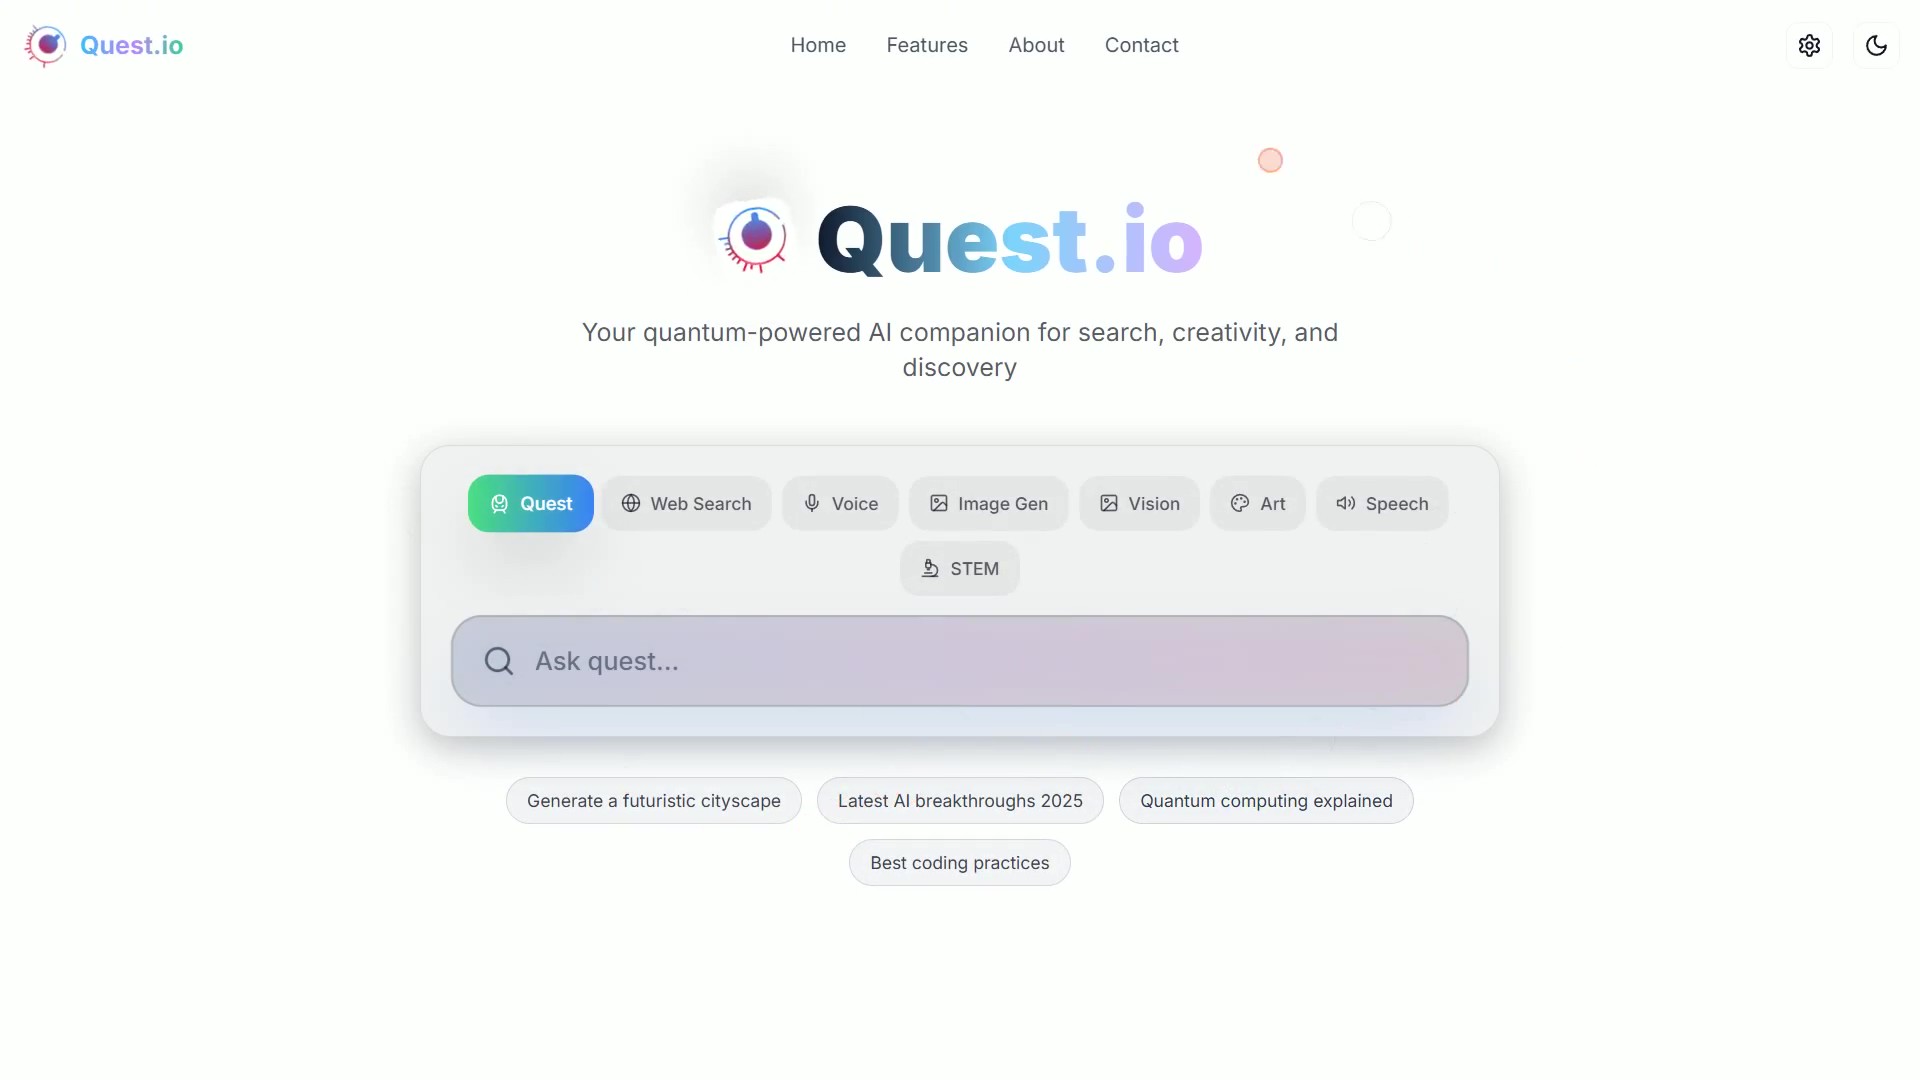 Quest.io
Home
Features
About
Contact
Quest.io
Your quantum-powered AI companion for search, creativity, and
discovery
Quest
Web Search
Voice
Image Gen
Vision
Art
Speech
STEM
Ask quest...
Generate a futuristic cityscape
Latest AI breakthroughs 2025
Quantum computing explained
Best coding practices